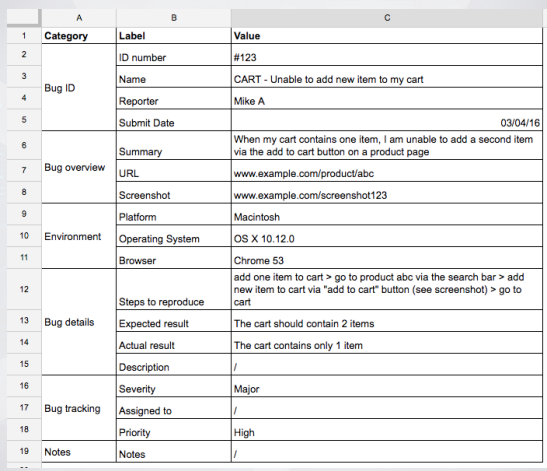 A B C
1 Category Label Value
2 ID number #123
3 Name CART - Unable to add new item to my cart
Bug ID
4 Reporter Mike A
5 Submit Date 03/04/16
When my cart contains one item, I am unable to add a second item
6 Summary via the add to cart button on a product page
7 Bug overview URL www.example.com/product/abc
8 Screenshot www.example.com/screenshot123
9 Platform Macintosh
10 Environment Operating System OS X 10.12.0
11 Browser Chrome 53
add one item to cart > go to product abc via the search bar > add
12 new item to cart via "add to cart" button (see screenshot) > go to
Steps to reproduce cart
13 Bug details Expected result The cart should contain 2 items
14 Actual result The cart contains only 1 item
15 Description /
16 Severity Major
17 Bug tracking Assigned to /
18 Priority High
19 Notes Notes /